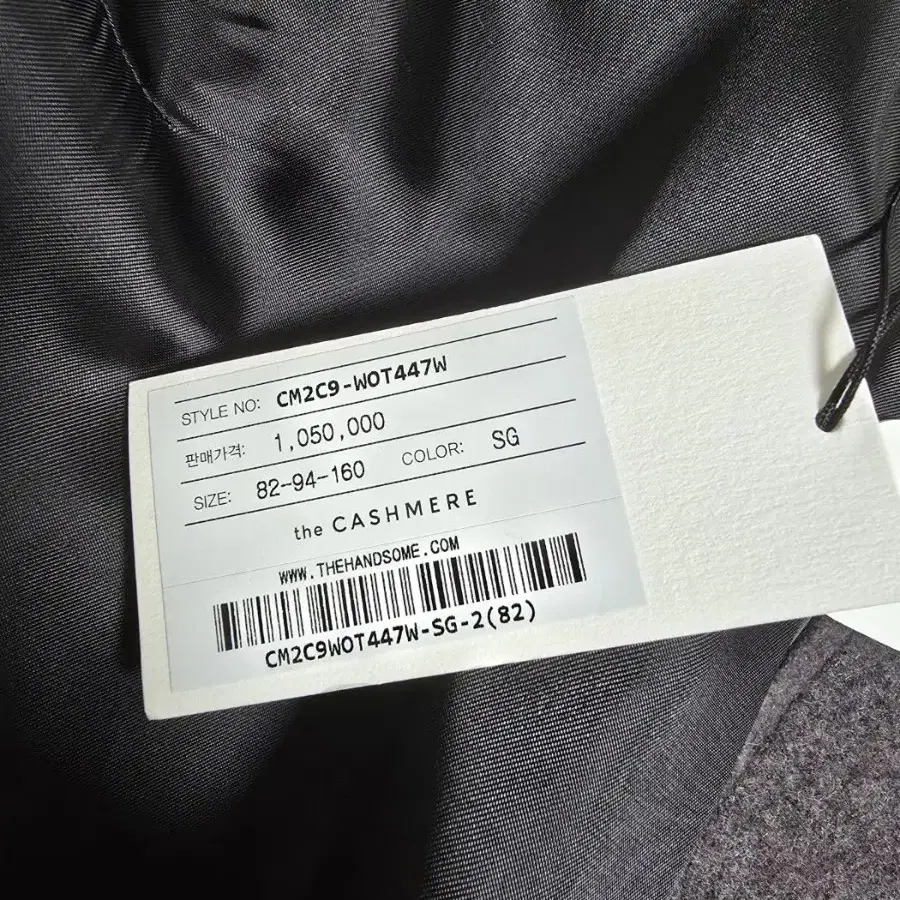 STYLE NO: CM2C9-WOT447W
판매가격: 1,050,000
SIZE: 82-94-160 COLOR: SG
the CASHMERE
WWW.THEHANDSOME.COM
CM2C9WOT447W-SG-2(82)